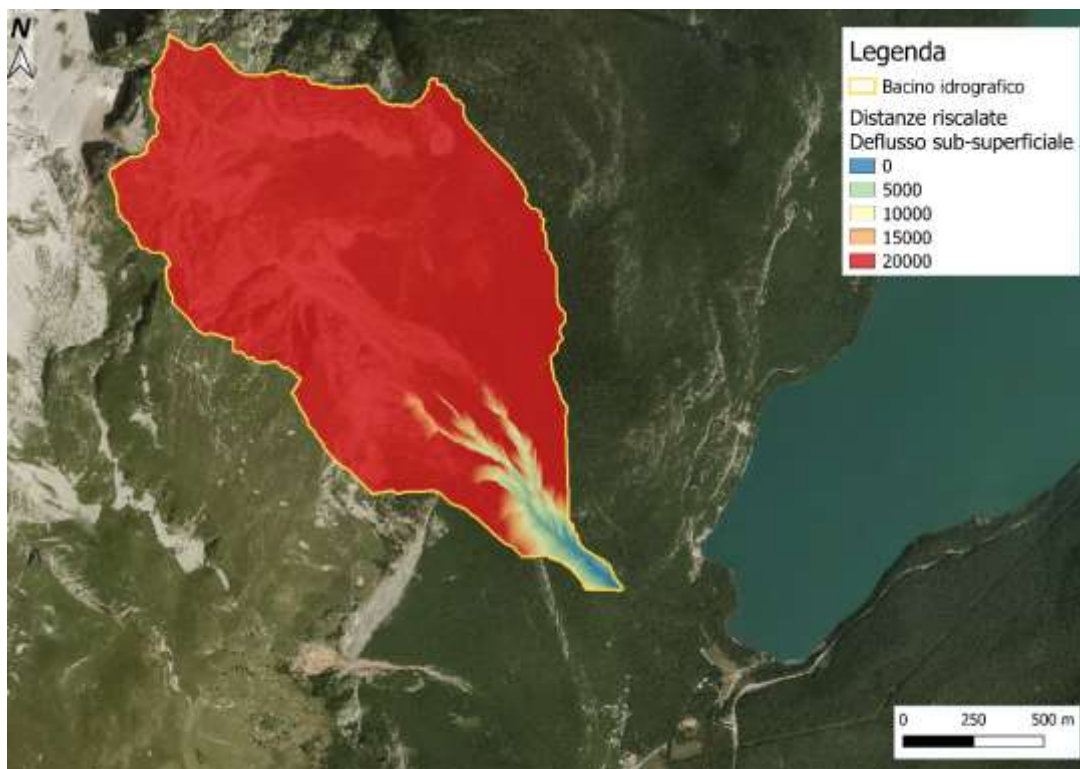 N
Legenda
Bacino idrografico
Distanze riscalate
Deflusso sub-superficiale
0
5000
10000
15000
20000
0 250 500 m